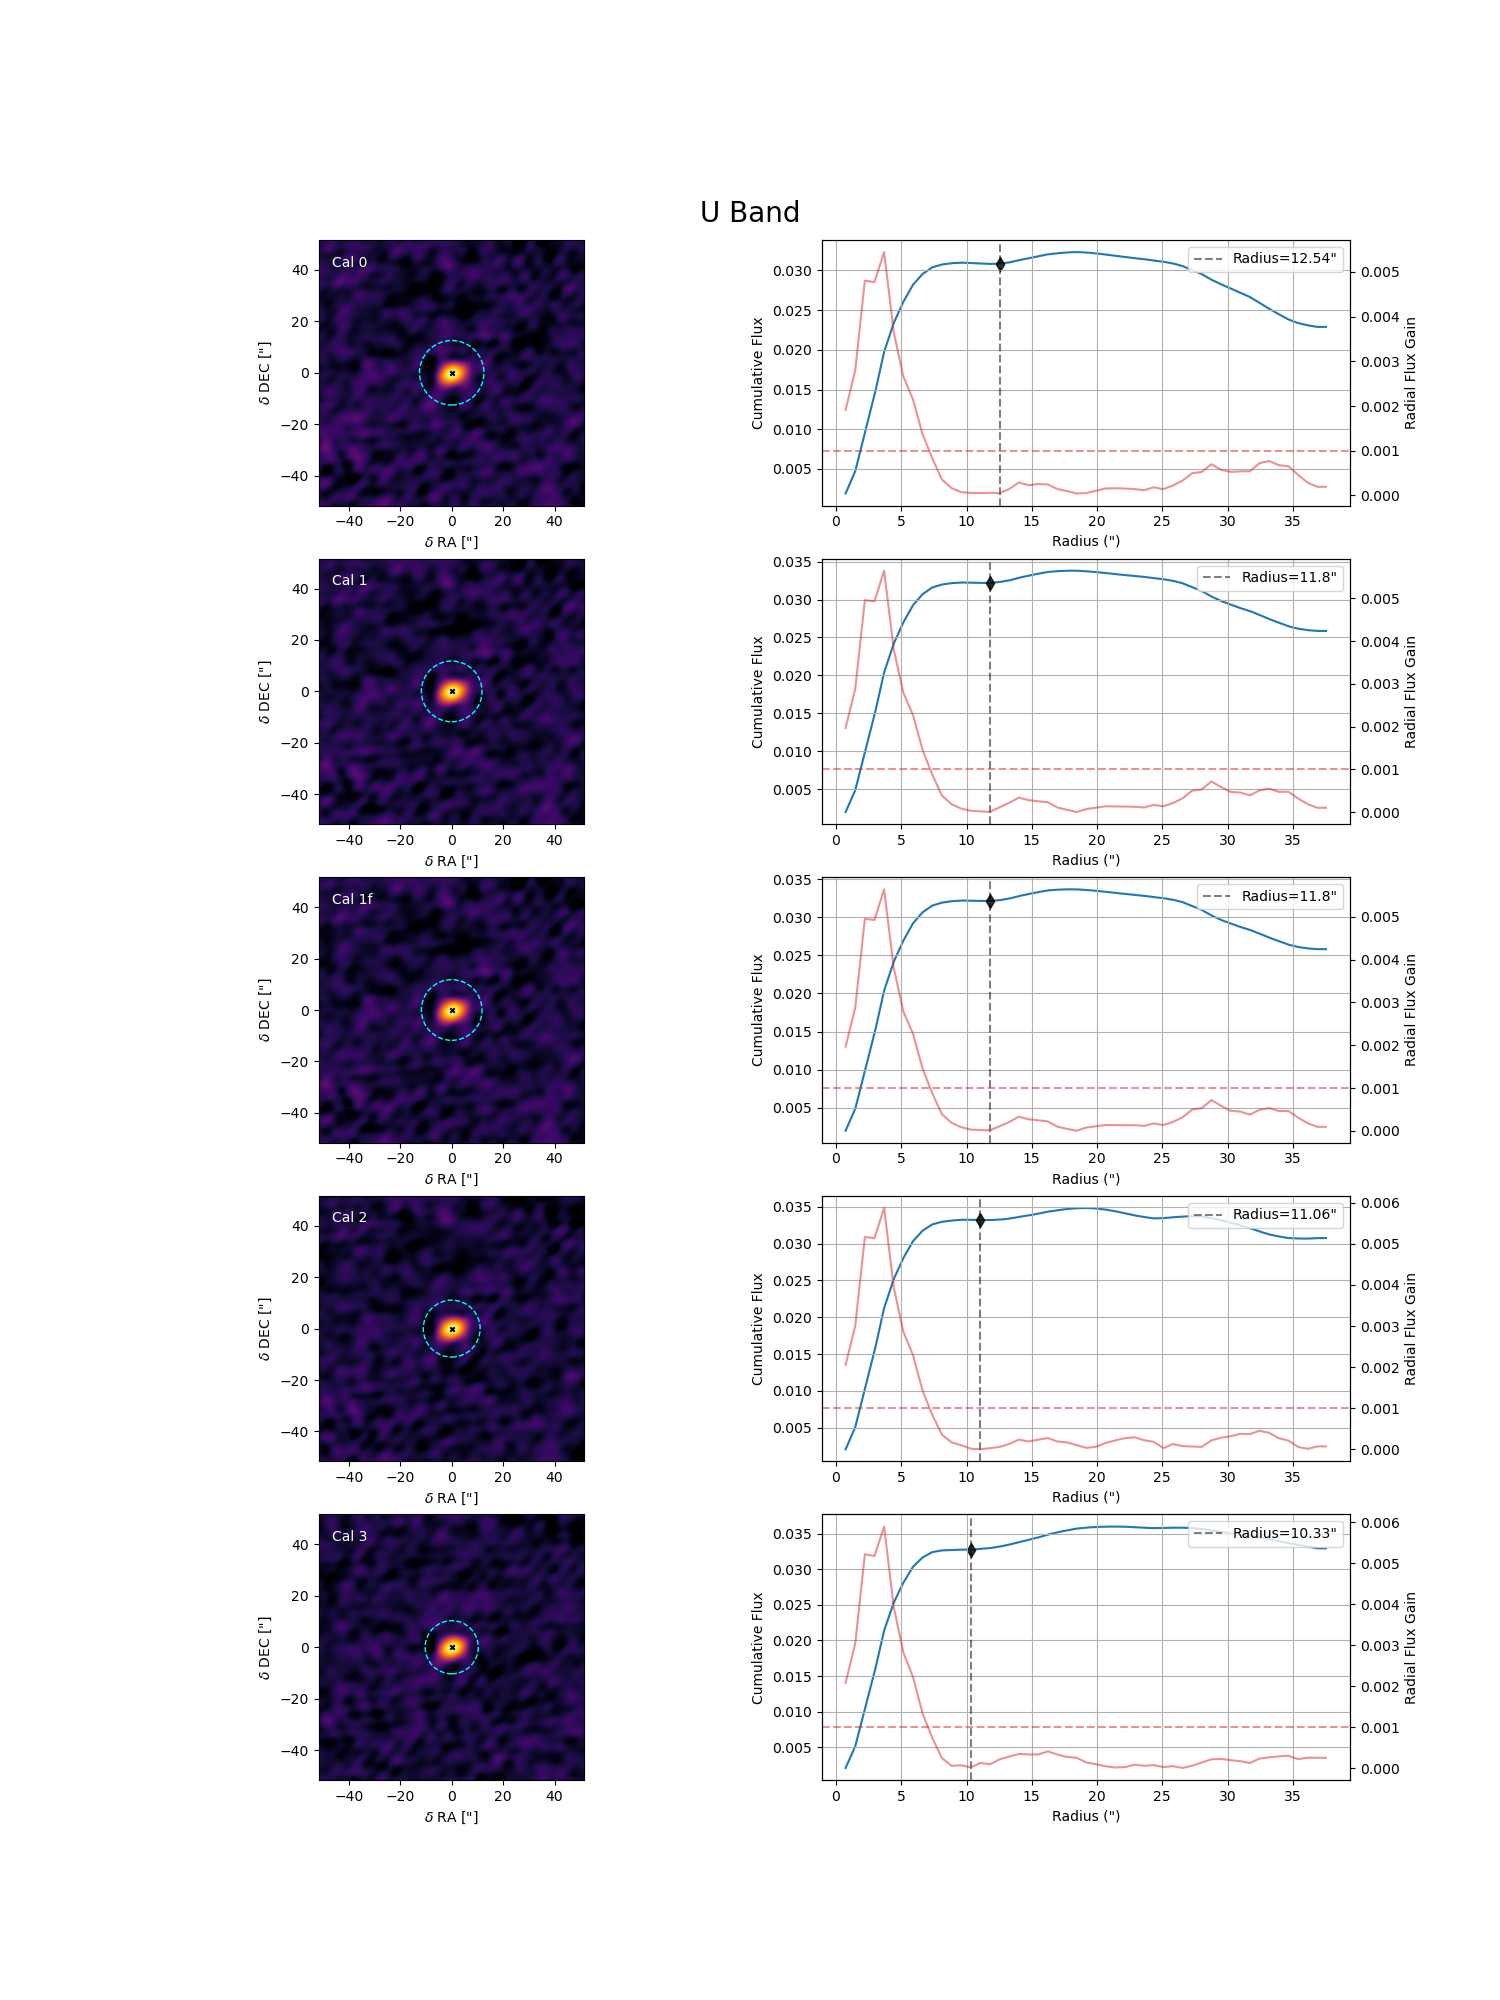 U Band
Cal 0
40
20
0
−20
−40
δ DEC ["]
−40 −20 0 20 40
δ RA ["]
Radius=12.54"
0.030
0.025
0.020
0.015
0.010
0.005
Cumulative Flux
0.005
0.004
0.003
0.002
0.001
0.000
Radial Flux Gain
0 5 10 15 20 25 30 35
Radius (")
Cal 1
40
20
0
−20
−40
δ DEC ["]
−40 −20 0 20 40
δ RA ["]
Radius=11.8"
0.035
0.030
0.025
0.020
0.015
0.010
0.005
Cumulative Flux
0.005
0.004
0.003
0.002
0.001
0.000
Radial Flux Gain
0 5 10 15 20 25 30 35
Radius (")
Cal 1f
40
20
0
−20
−40
δ DEC ["]
−40 −20 0 20 40
δ RA ["]
Radius=11.8"
0.035
0.030
0.025
0.020
0.015
0.010
0.005
Cumulative Flux
0.005
0.004
0.003
0.002
0.001
0.000
Radial Flux Gain
0 5 10 15 20 25 30 35
Radius (")
Cal 2
40
20
0
−20
−40
δ DEC ["]
−40 −20 0 20 40
δ RA ["]
Radius=11.06"
0.035
0.030
0.025
0.020
0.015
0.010
0.005
Cumulative Flux
0.006
0.005
0.004
0.003
0.002
0.001
0.000
Radial Flux Gain
0 5 10 15 20 25 30 35
Radius (")
Cal 3
40
20
0
−20
−40
δ DEC ["]
−40 −20 0 20 40
δ RA ["]
Radius=10.33"
0.035
0.030
0.025
0.020
0.015
0.010
0.005
Cumulative Flux
0.006
0.005
0.004
0.003
0.002
0.001
0.000
Radial Flux Gain
0 5 10 15 20 25 30 35
Radius (")